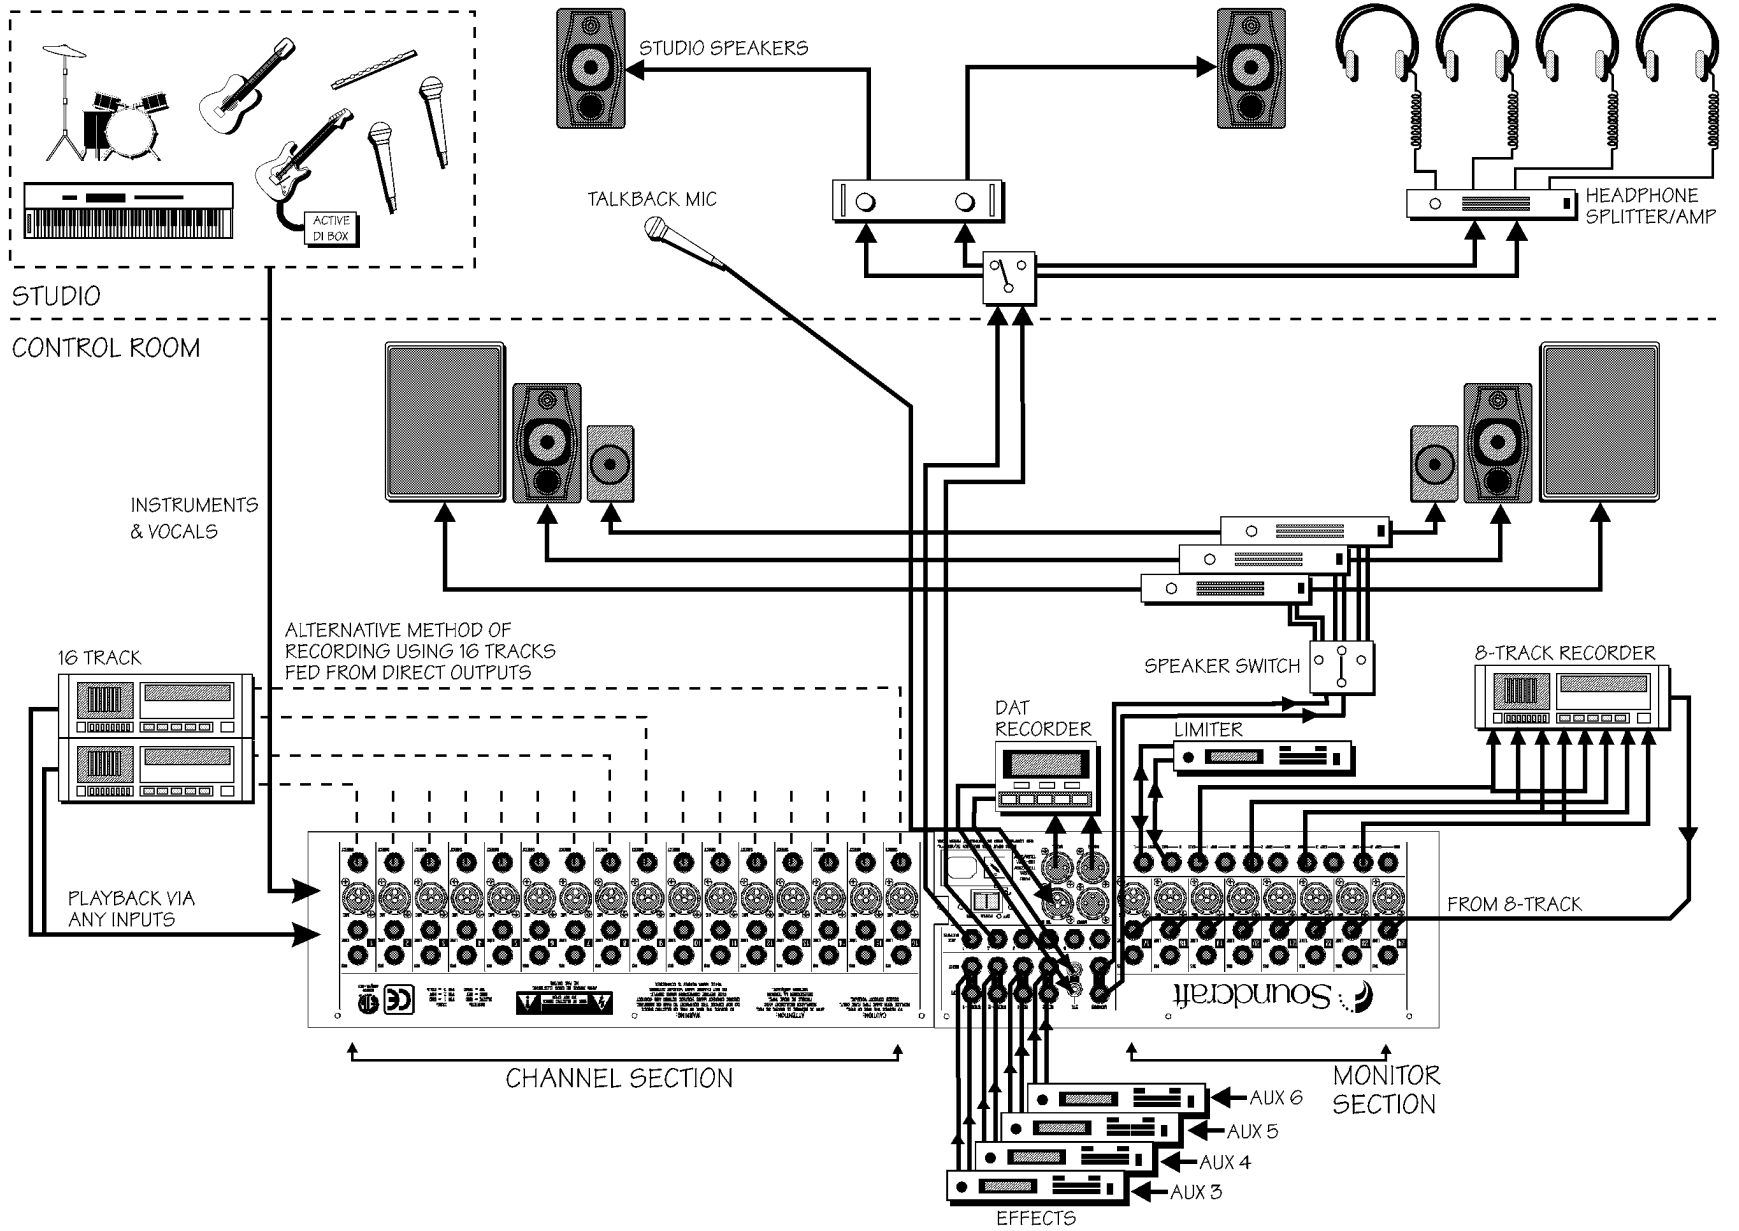 STUDIO SPEAKERS
TALKBACK MIC
HEADPHONE
SPLITTER/AMP
ACTIVE
DI BOX
STUDIO
CONTROL ROOM
INSTRUMENTS
& VOCALS
ALTERNATIVE METHOD OF
RECORDING USING 16 TRACKS
FED FROM DIRECT OUTPUTS
16 TRACK
SPEAKER SWITCH
8-TRACK RECORDER
DAT
RECORDER
LIMITER
PLAYBACK VIA
ANY INPUTS
FROM 8-TRACK
Soundcraft
CE
CHANNEL SECTION
MONITOR
SECTION
AUX 6
AUX 5
AUX 4
AUX 3
EFFECTS